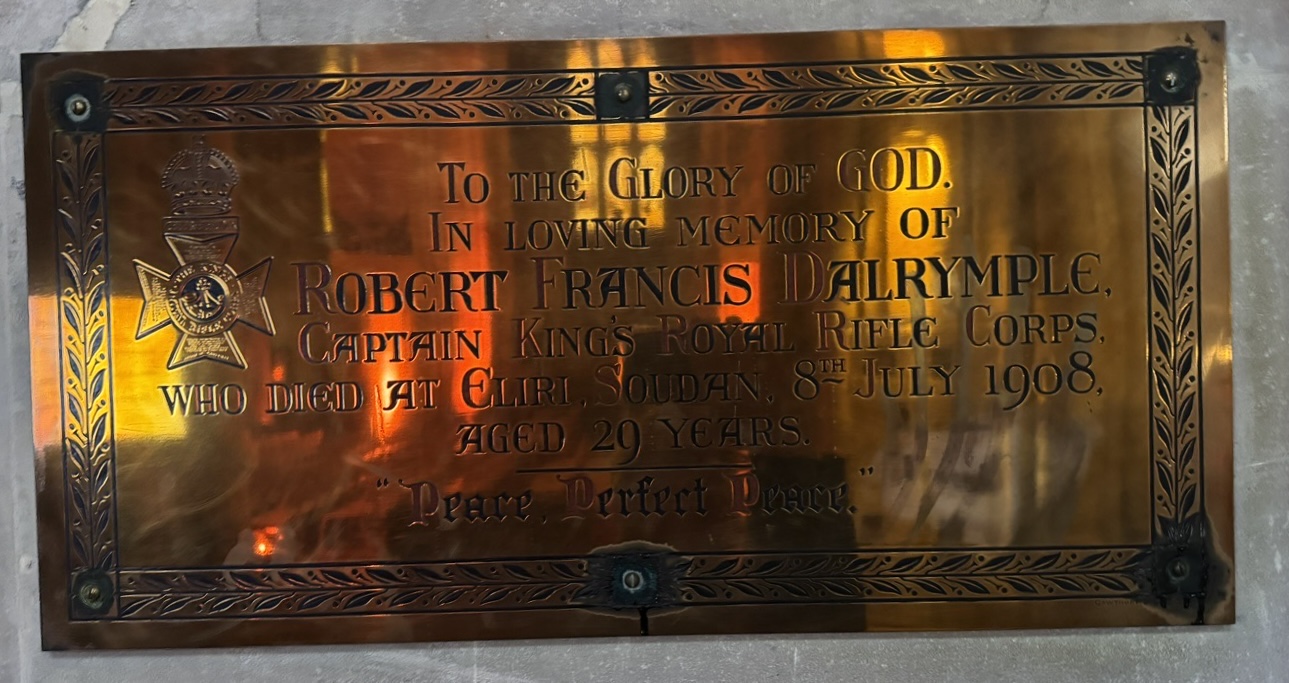 To the Glory of GOD.
In loving memory of
Robert Francis Dalrymple,
Captain King's Royal Rifle Corps,
who died at Eliri, Soudan, 8th July 1908,
aged 29 years.
"Peace, Perfect Peace."